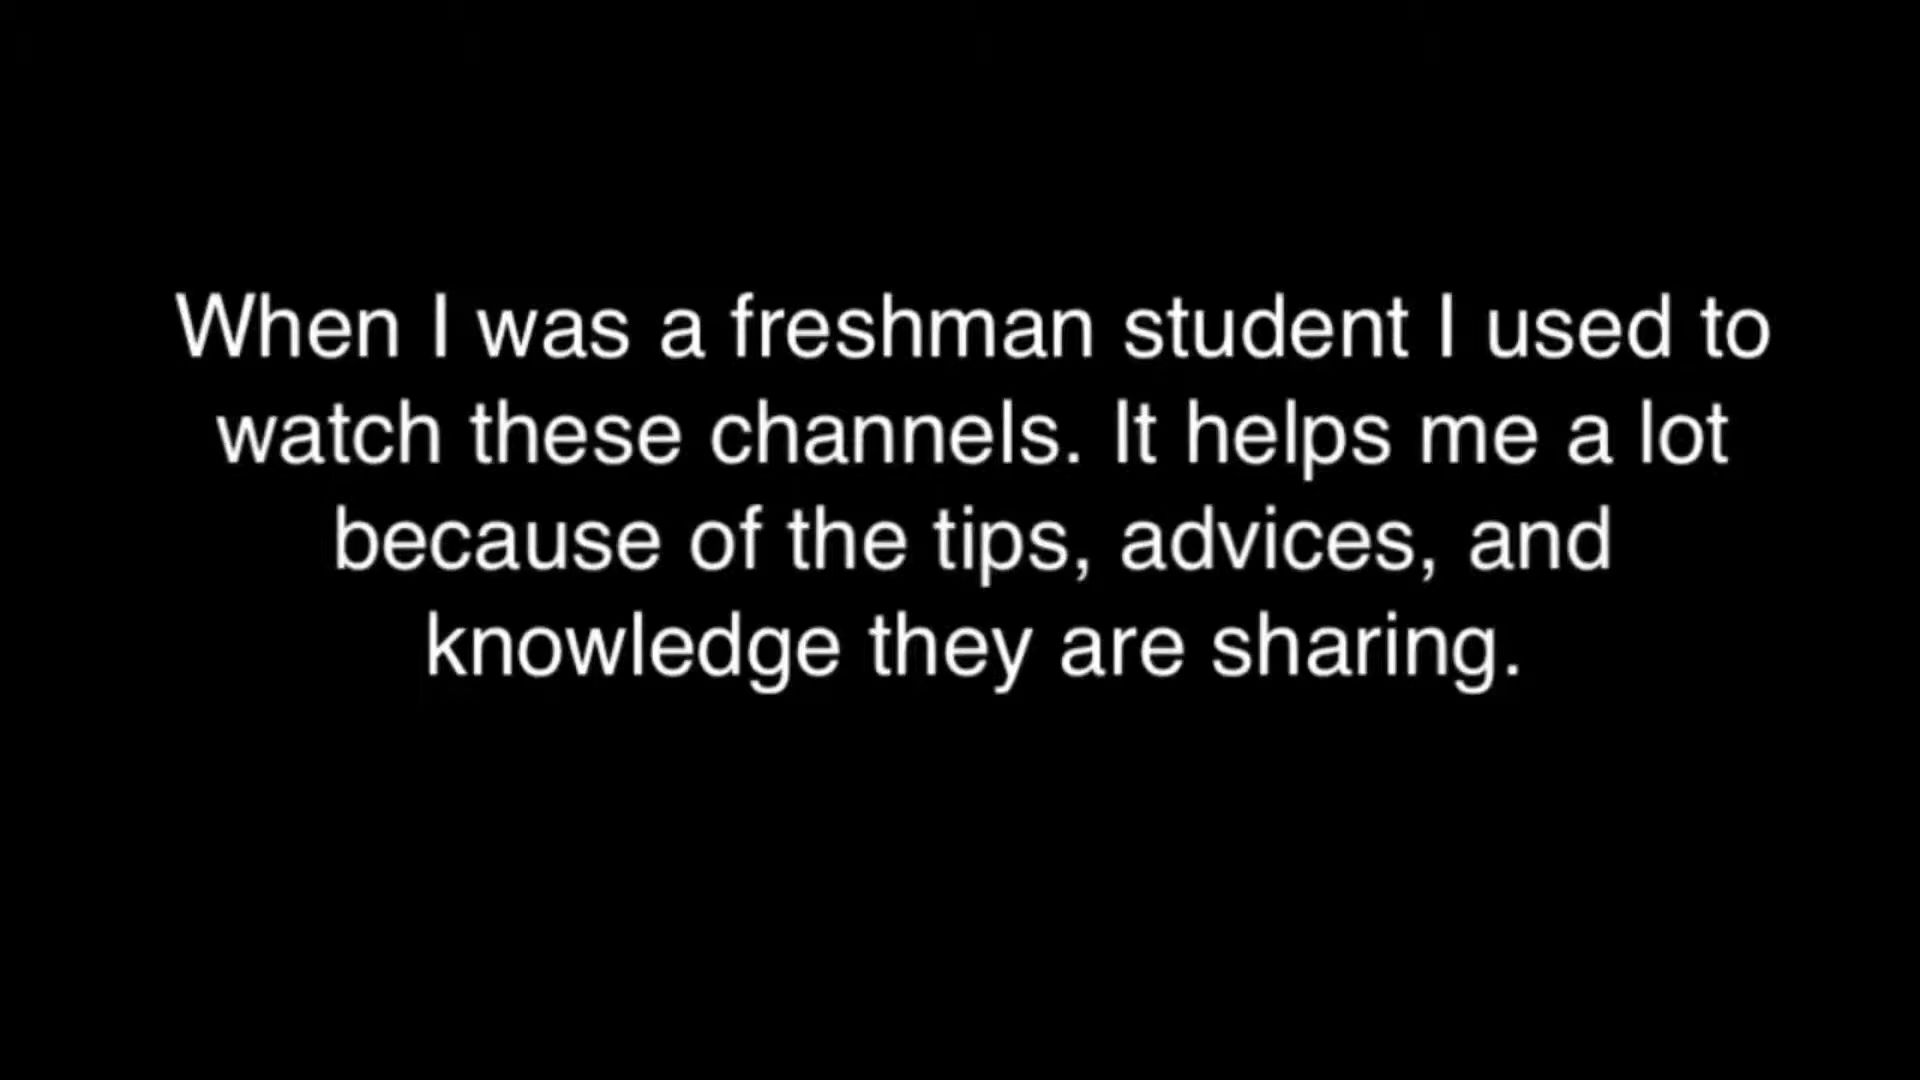 When I was a freshman student I used to
watch these channels. It helps me a lot
because of the tips, advices, and
knowledge they are sharing.